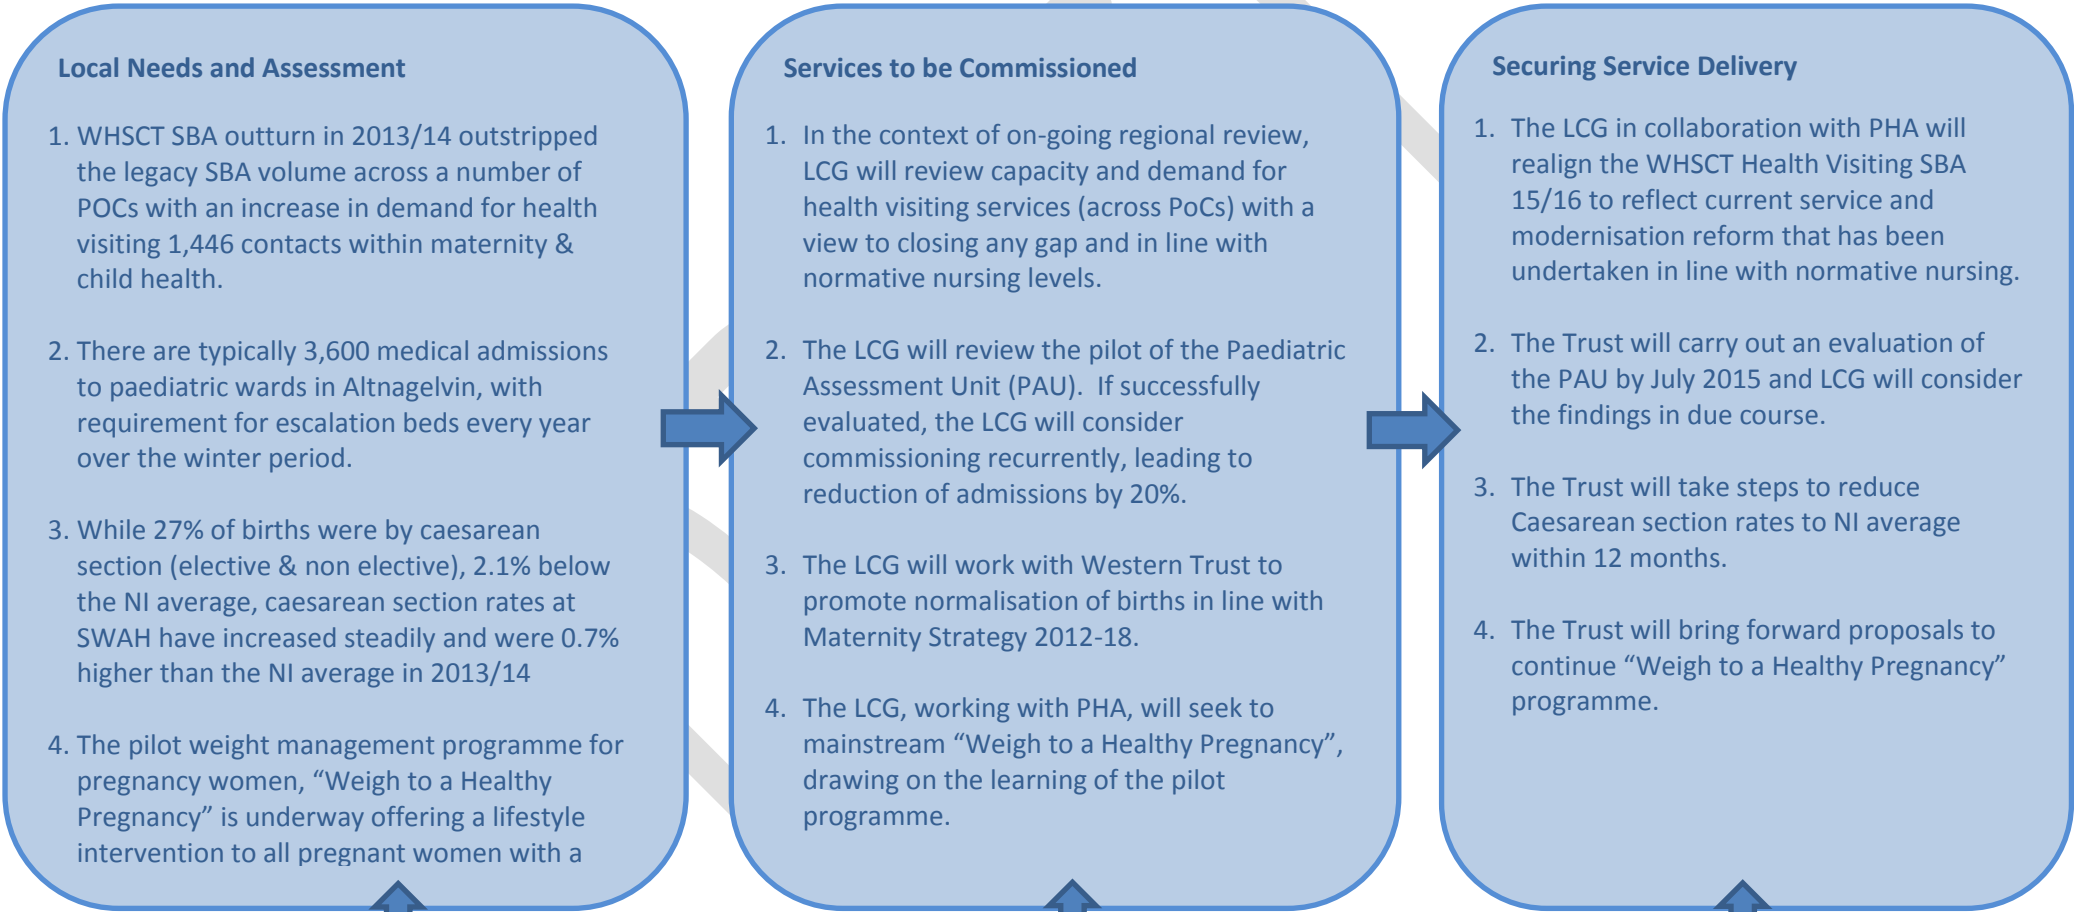 Local Needs and Assessment
1. WHSCT SBA outturn in 2013/14 outstripped
the legacy SBA volume across a number of
POCs with an increase in demand for health
visiting 1,446 contacts within maternity &
child health.
2. There are typically 3,600 medical admissions
to paediatric wards in Altnagelvin, with
requirement for escalation beds every year
over the winter period.
3. While 27% of births were by caesarean
section (elective & non elective), 2.1% below
the NI average, caesarean section rates at
SWAH have increased steadily and were 0.7%
higher than the NI average in 2013/14
4. The pilot weight management programme for
pregnancy women, “Weigh to a Healthy
Pregnancy” is underway offering a lifestyle
intervention to all pregnant women with a
Services to be Commissioned
1. In the context of on-going regional review,
LCG will review capacity and demand for
health visiting services (across PoCs) with a
view to closing any gap and in line with
normative nursing levels.
2. The LCG will review the pilot of the Paediatric
Assessment Unit (PAU). If successfully
evaluated, the LCG will consider
commissioning recurrently, leading to
reduction of admissions by 20%.
3. The LCG will work with Western Trust to
promote normalisation of births in line with
Maternity Strategy 2012-18.
4. The LCG, working with PHA, will seek to
mainstream “Weigh to a Healthy Pregnancy”,
drawing on the learning of the pilot
programme.
Securing Service Delivery
1. The LCG in collaboration with PHA will
realign the WHSCT Health Visiting SBA
15/16 to reflect current service and
modernisation reform that has been
undertaken in line with normative nursing.
2. The Trust will carry out an evaluation of
the PAU by July 2015 and LCG will consider
the findings in due course.
3. The Trust will take steps to reduce
Caesarean section rates to NI average
within 12 months.
4. The Trust will bring forward proposals to
continue “Weigh to a Healthy Pregnancy”
programme.